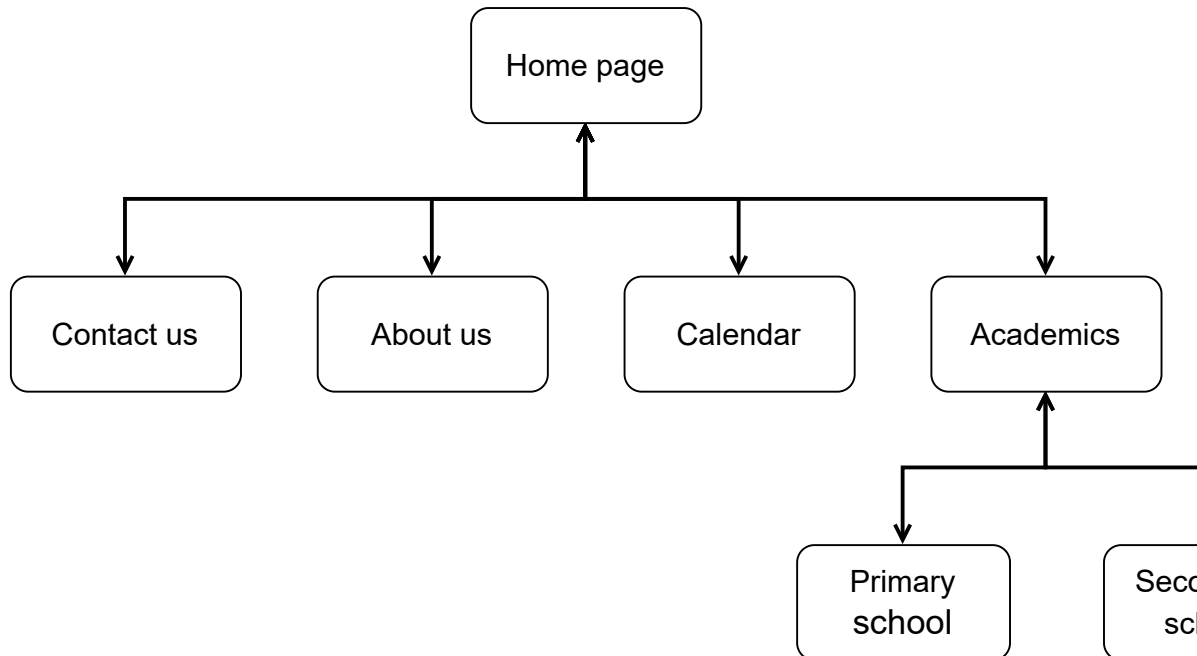 Home page
Contact us
About us
Calendar
Academics
Primary
school